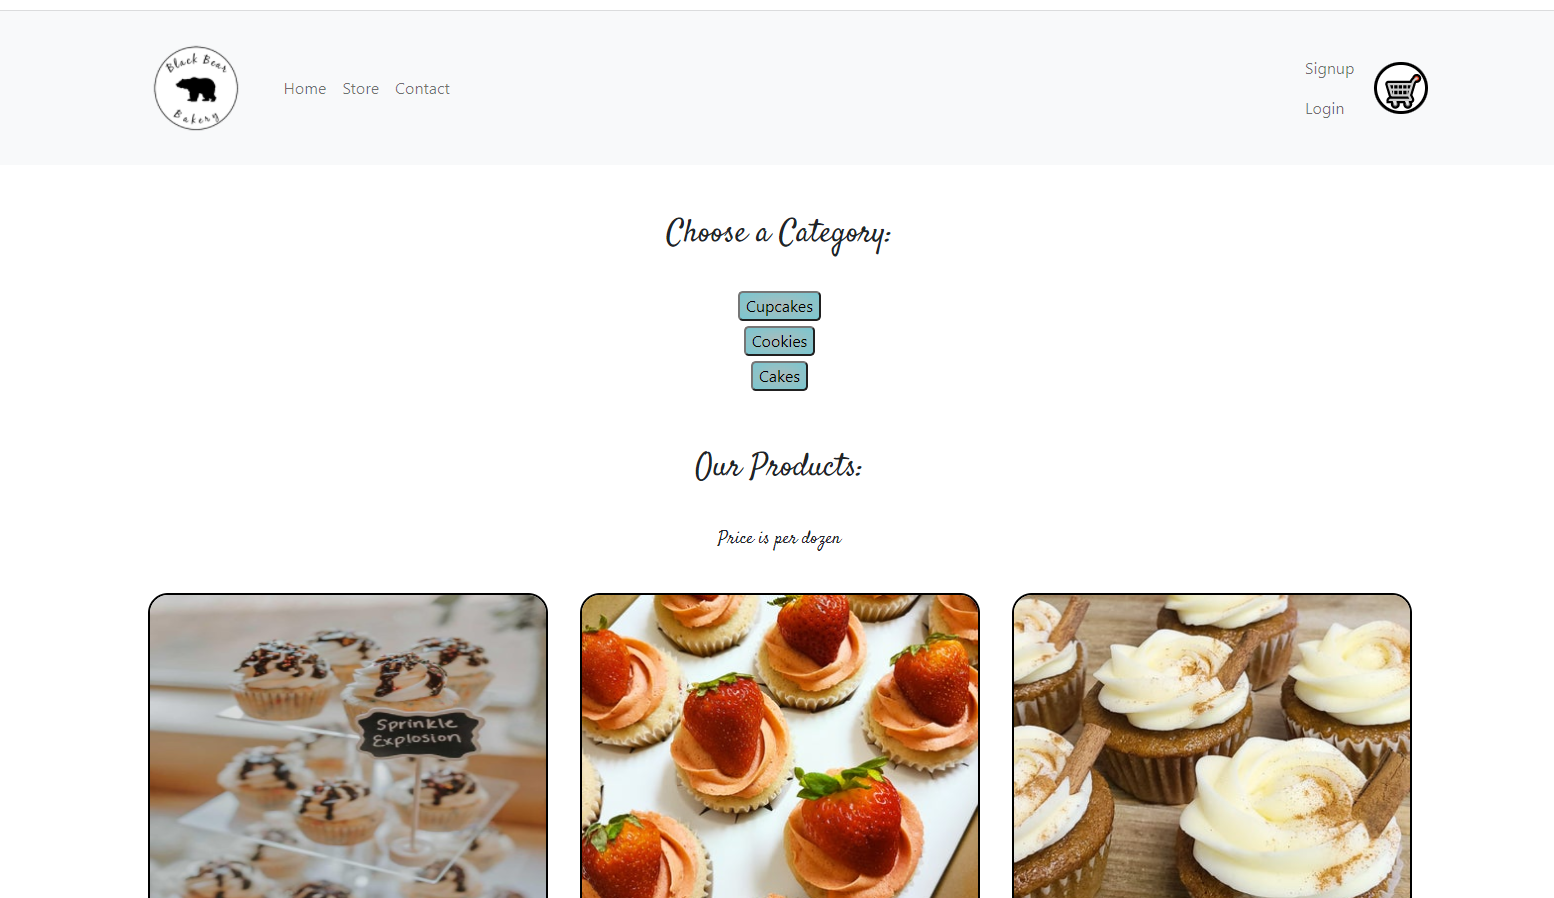 Black Bear
Bakery
Home Store Contact
Signup
Login
Choose a Category:
Cupcakes
Cookies
Cakes
Our Products:
Price is per dozen
Sprinkle
Explosion